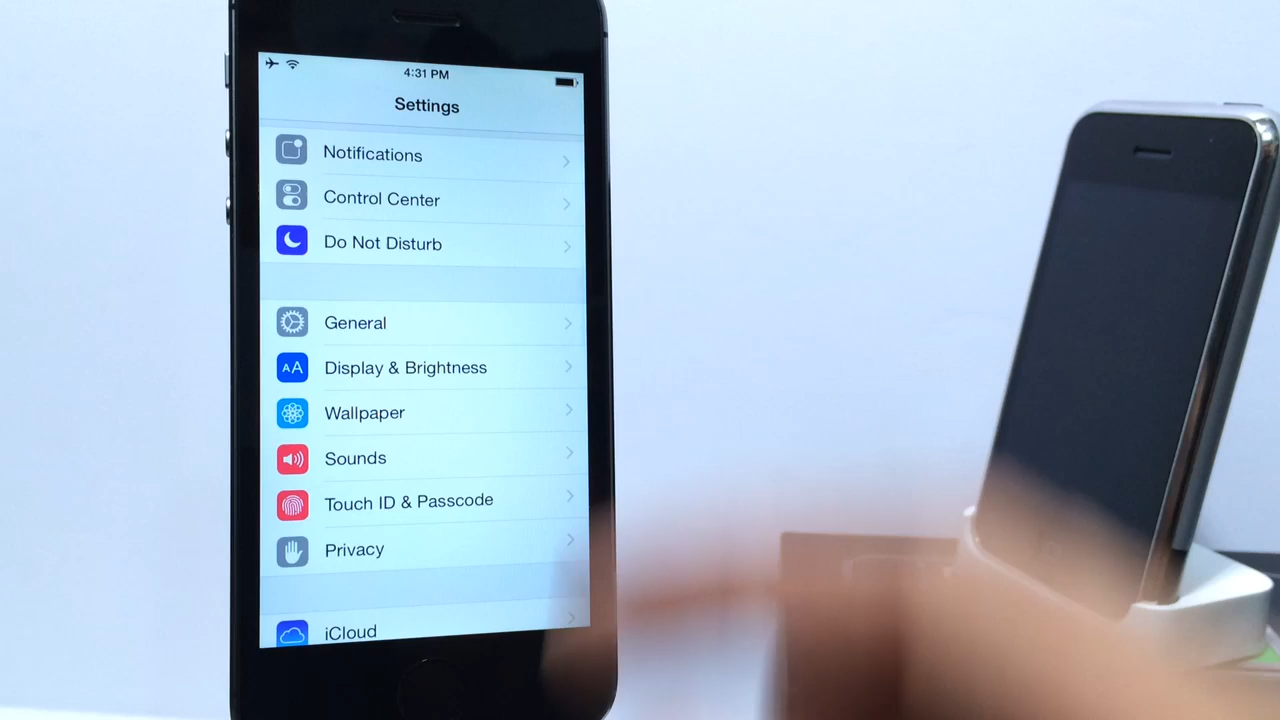 4:31 PM
Settings
Notifications
Control Center
Do Not Disturb
General
AA Display & Brightness
Wallpaper
Sounds
Touch ID & Passcode
Privacy
iCloud